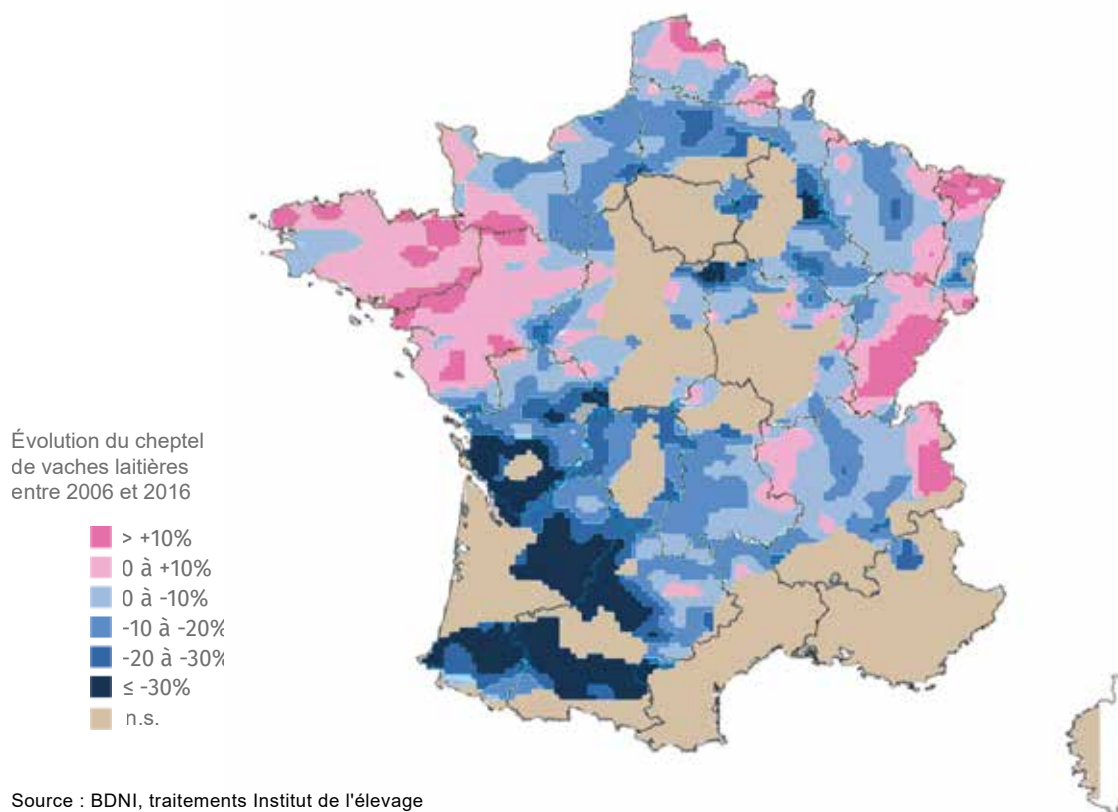 Évolution du cheptel
de vaches laitières
entre 2006 et 2016
> +10%
0 à +10%
0 à -10%
-10 à -20%
-20 à -30%
≤ -30%
n.s.
Source : BDNI, traitements Institut de l'élevage